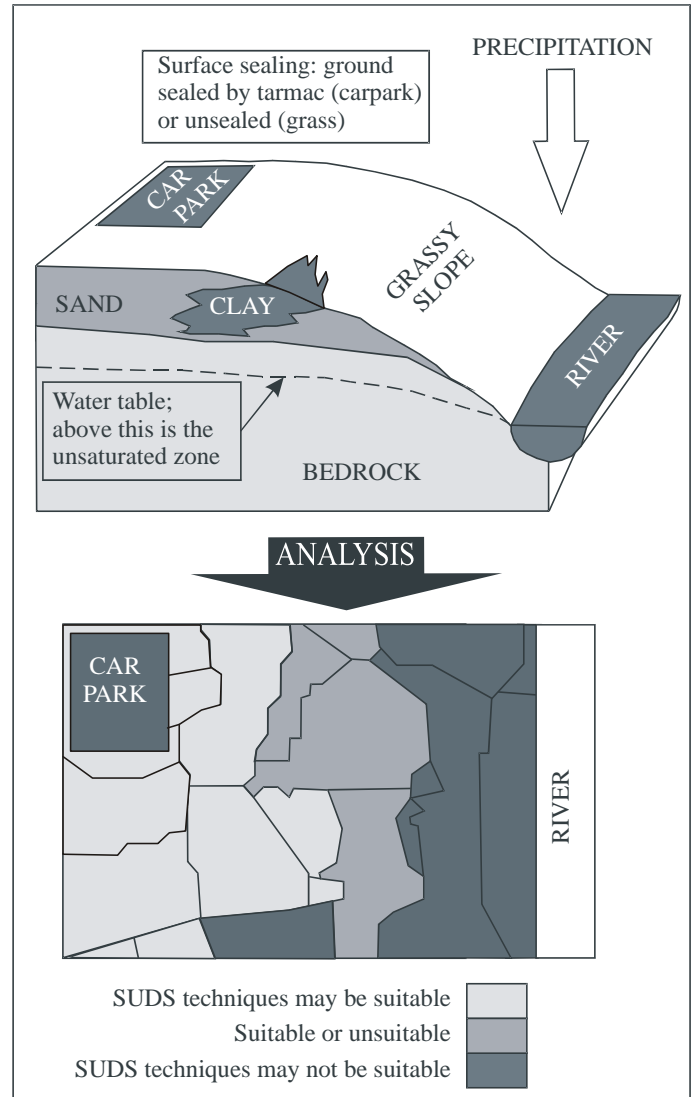 PRECIPITATION
Surface sealing: ground
sealed by tarmac (carpark)
or unsealed (grass)
CAR
PARK
GRASSY
SLOPE
SAND
CLAY
RIVER
Water table;
above this is the
unsaturated zone
BEDROCK
ANALYSIS
CAR
PARK
RIVER
SUDS techniques may be suitable
Suitable or unsuitable
SUDS techniques may not be suitable